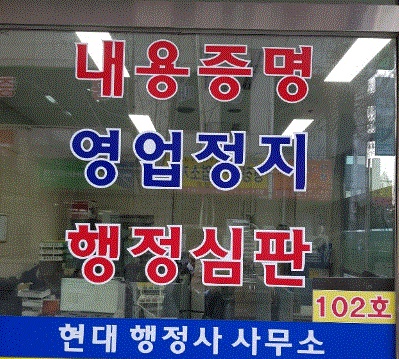 내용증명
영업정지
행정심판
102호
현대 행정사 사무소